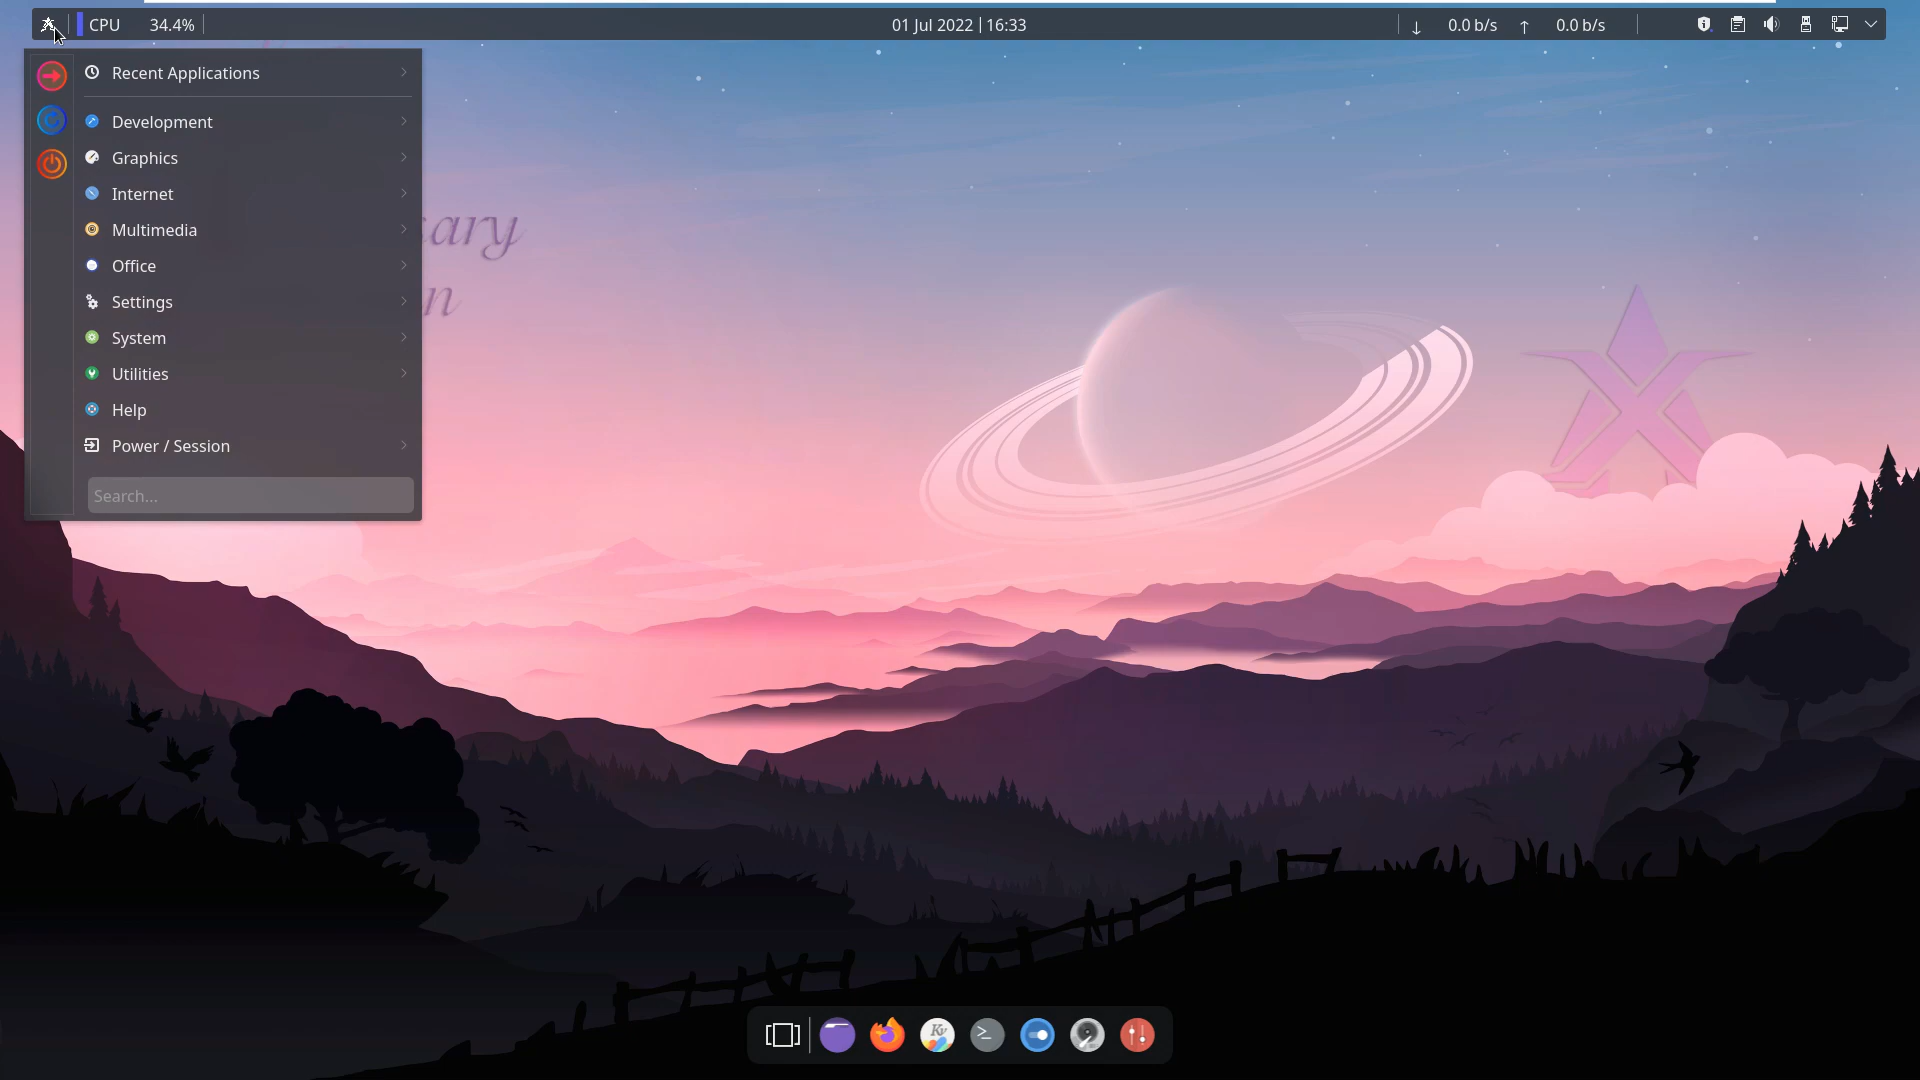 CPU 34.4% 01 Jul 2022 | 16:33 ↓ 0.0 b/s ↑ 0.0 b/s
Recent Applications
Development
Graphics
Internet
Multimedia
Office
Settings
System
Utilities
Help
Power / Session
Search...
Kv